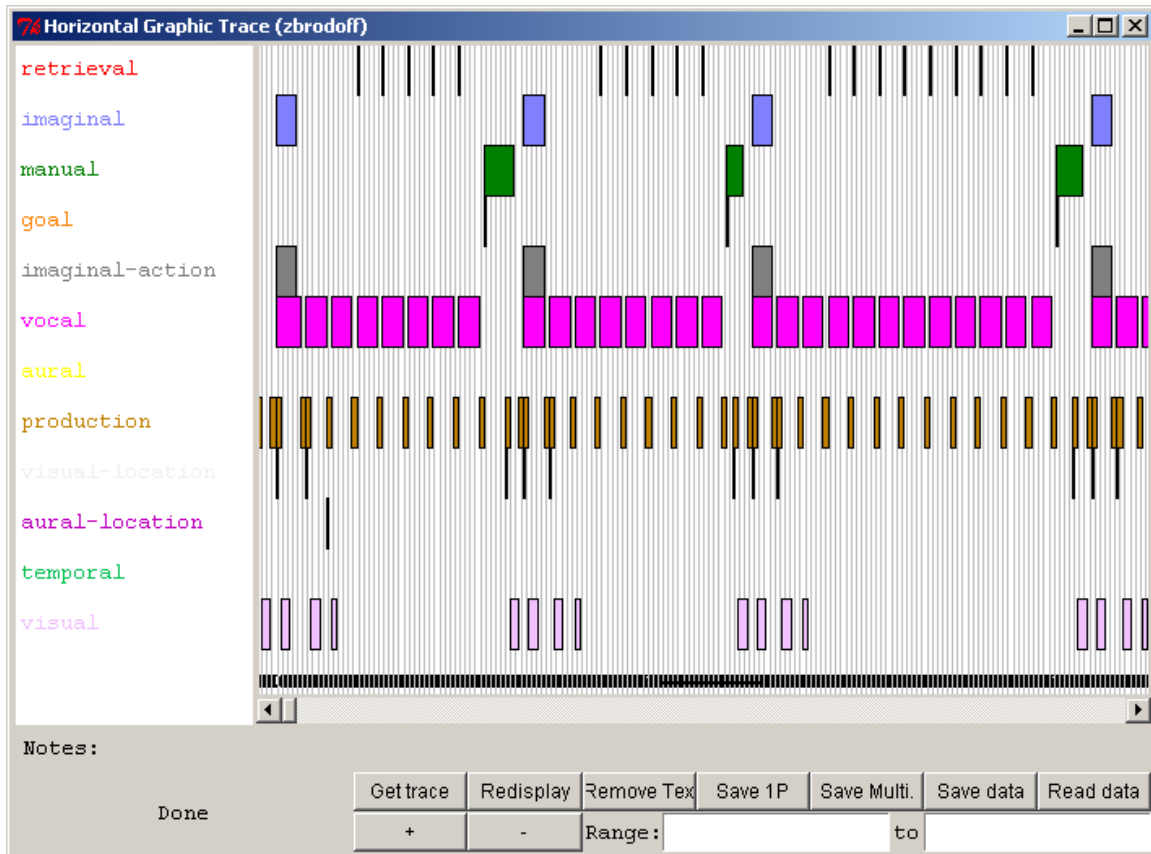 Horizontal Graphic Trace (zbrodoff)
retrieval
imaginal
manual
goal
imaginal-action
vocal
aural
production
visual-location
aural-location
temporal
visual
Notes:
Done
Get trace Redisplay Remove Tex Save 1P Save Multi. Save data Read data
+ - Range: to